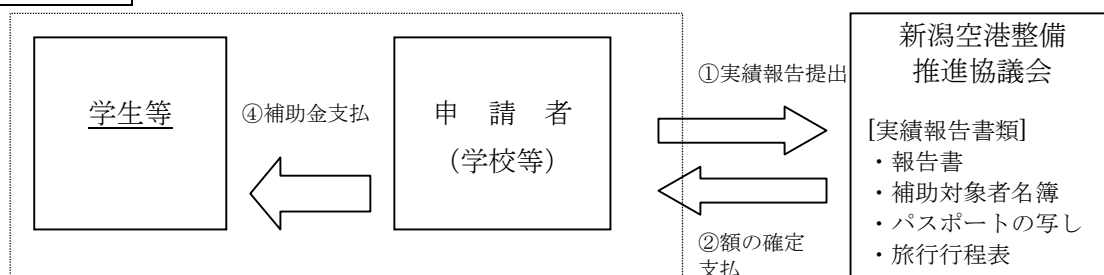 学生等
④補助金支払
申 請 者
（学校等）
①実績報告提出
②額の確定
支払
新潟空港整備
推進協議会
[実績報告書類]
・報告書
・補助対象者名簿
・パスポートの写し
・旅行行程表